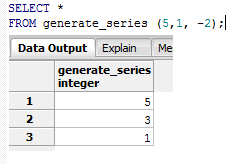 SELECT *
FROM generate_series (5,1, -2);
Data Output Explain Me
generate_series
integer
1 5
2 3
3 1